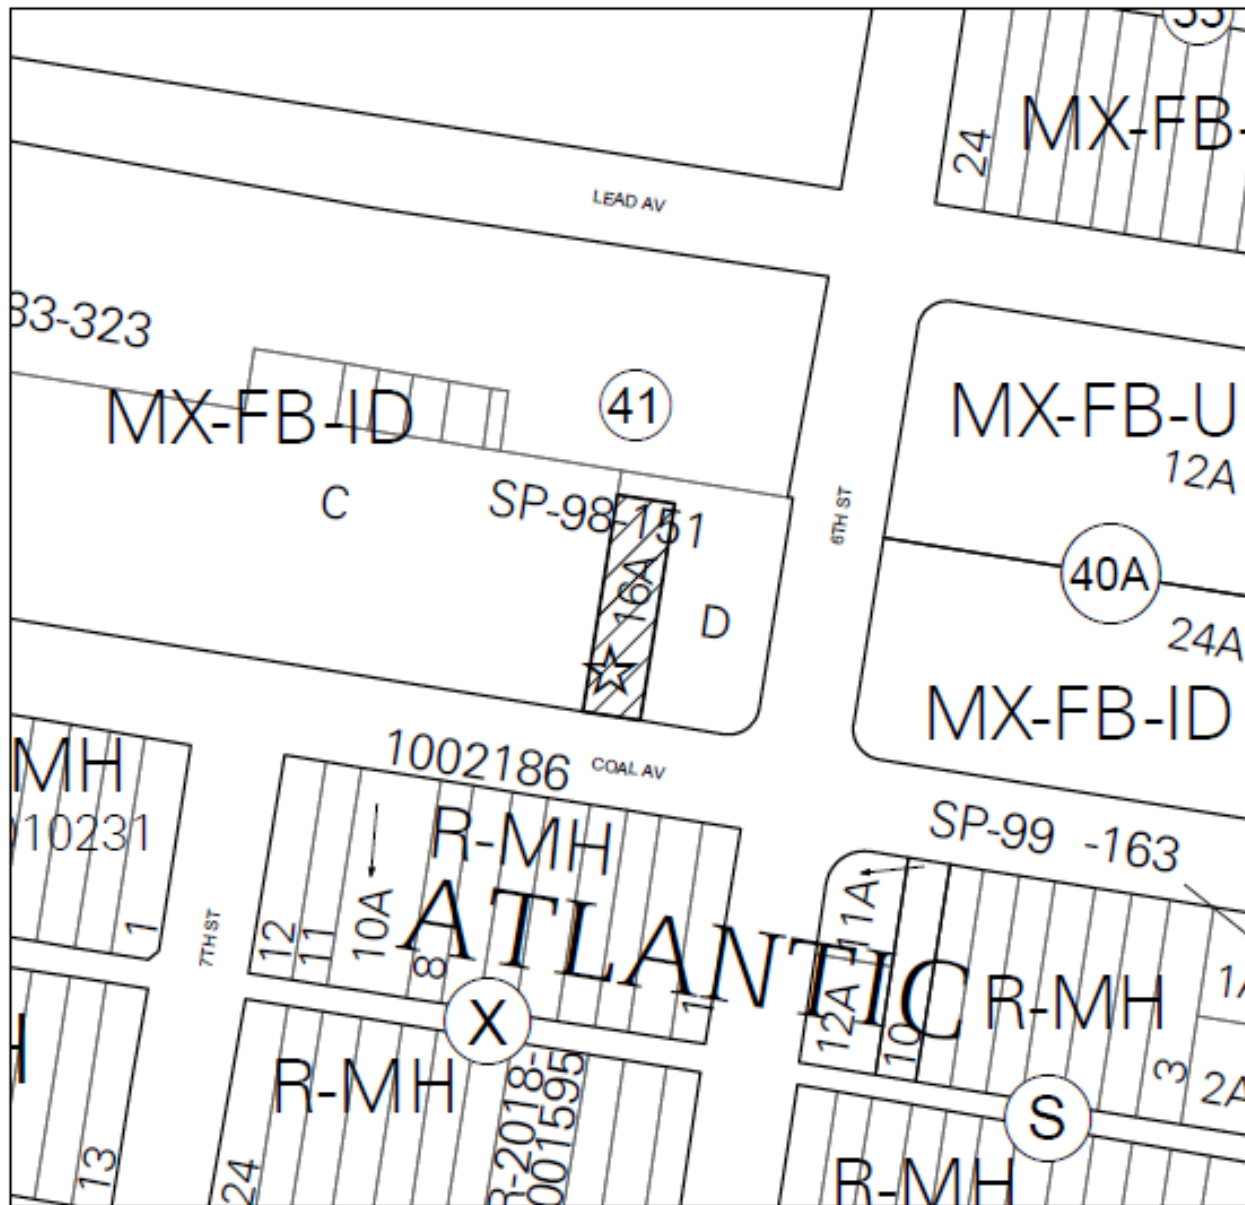 MX-FB-
24
LEAD AV
83-323
MX-FB-ID
41
MX-FB-U
12A
C
SP-98-151
6TH ST
16A
D
40A
24A
MX-FB-ID
1002186
COAL AV
MH
10231
R-MH
SP-99 -163
1
7TH ST
12
11
10A
8
ATLANTIC
1
11A
12A
10
R-MH
1A
3
2A
X
R-MH
R-2018-
001595
S
13
24
R-MH